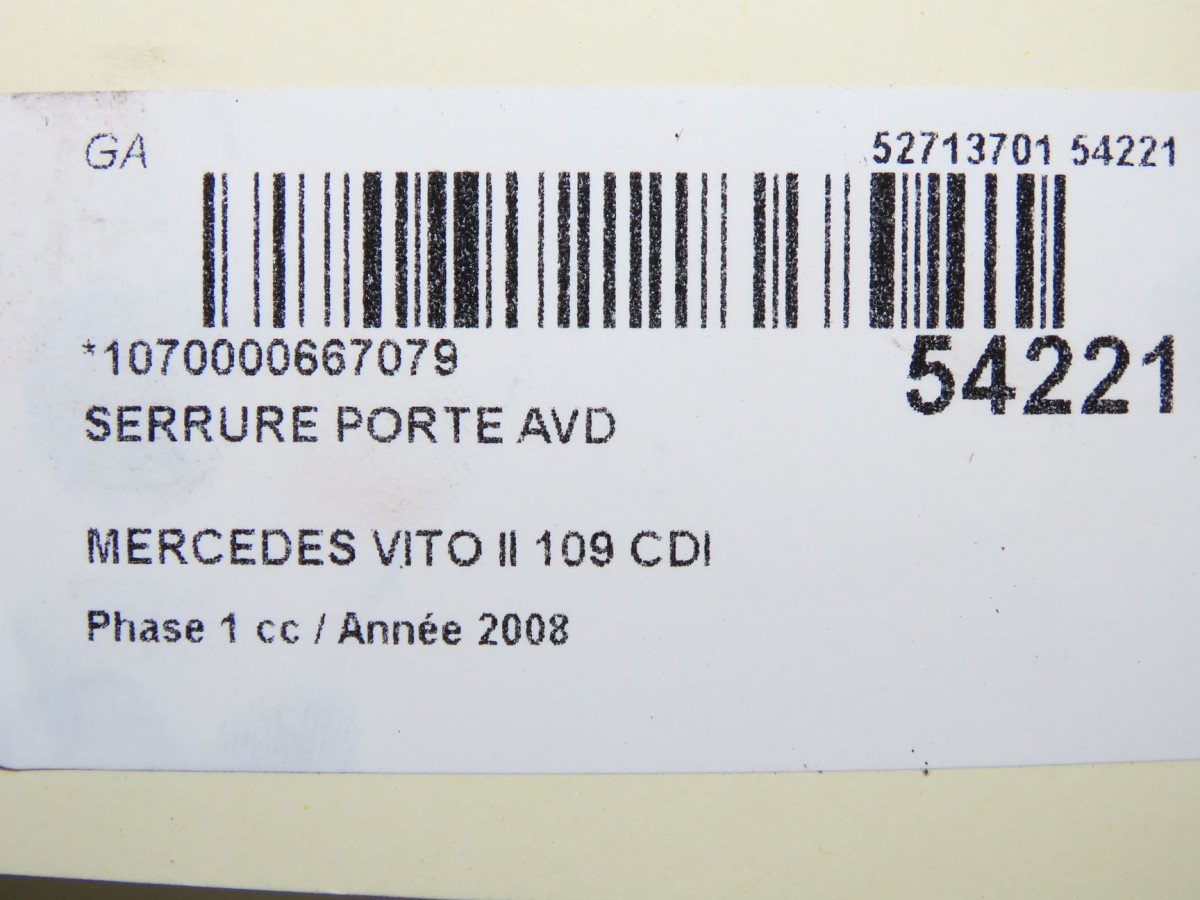 GA
52713701 54221
*1070000667079
54221
SERRURE PORTE AVD
MERCEDES VITO II 109 CDI
Phase 1 cc / Année 2008